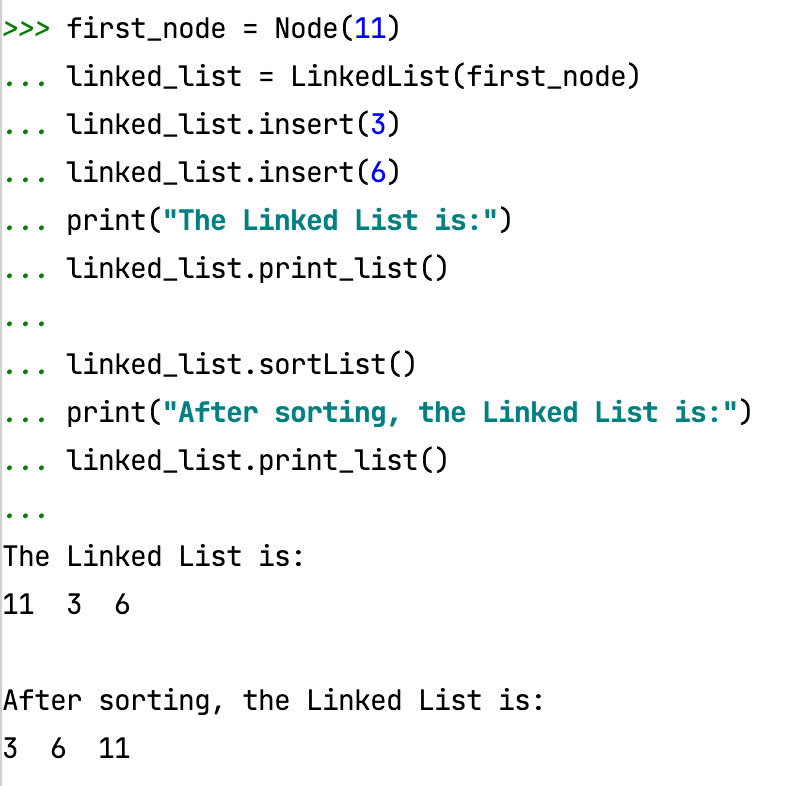 >>> first_node = Node(11)
... linked_list = LinkedList(first_node)
... linked_list.insert(3)
... linked_list.insert(6)
... print("The Linked List is:")
... linked_list.print_list()
...
... linked_list.sortList()
... print("After sorting, the Linked List is:")
... linked_list.print_list()
...
The Linked List is:
11  3  6

After sorting, the Linked List is:
3  6  11